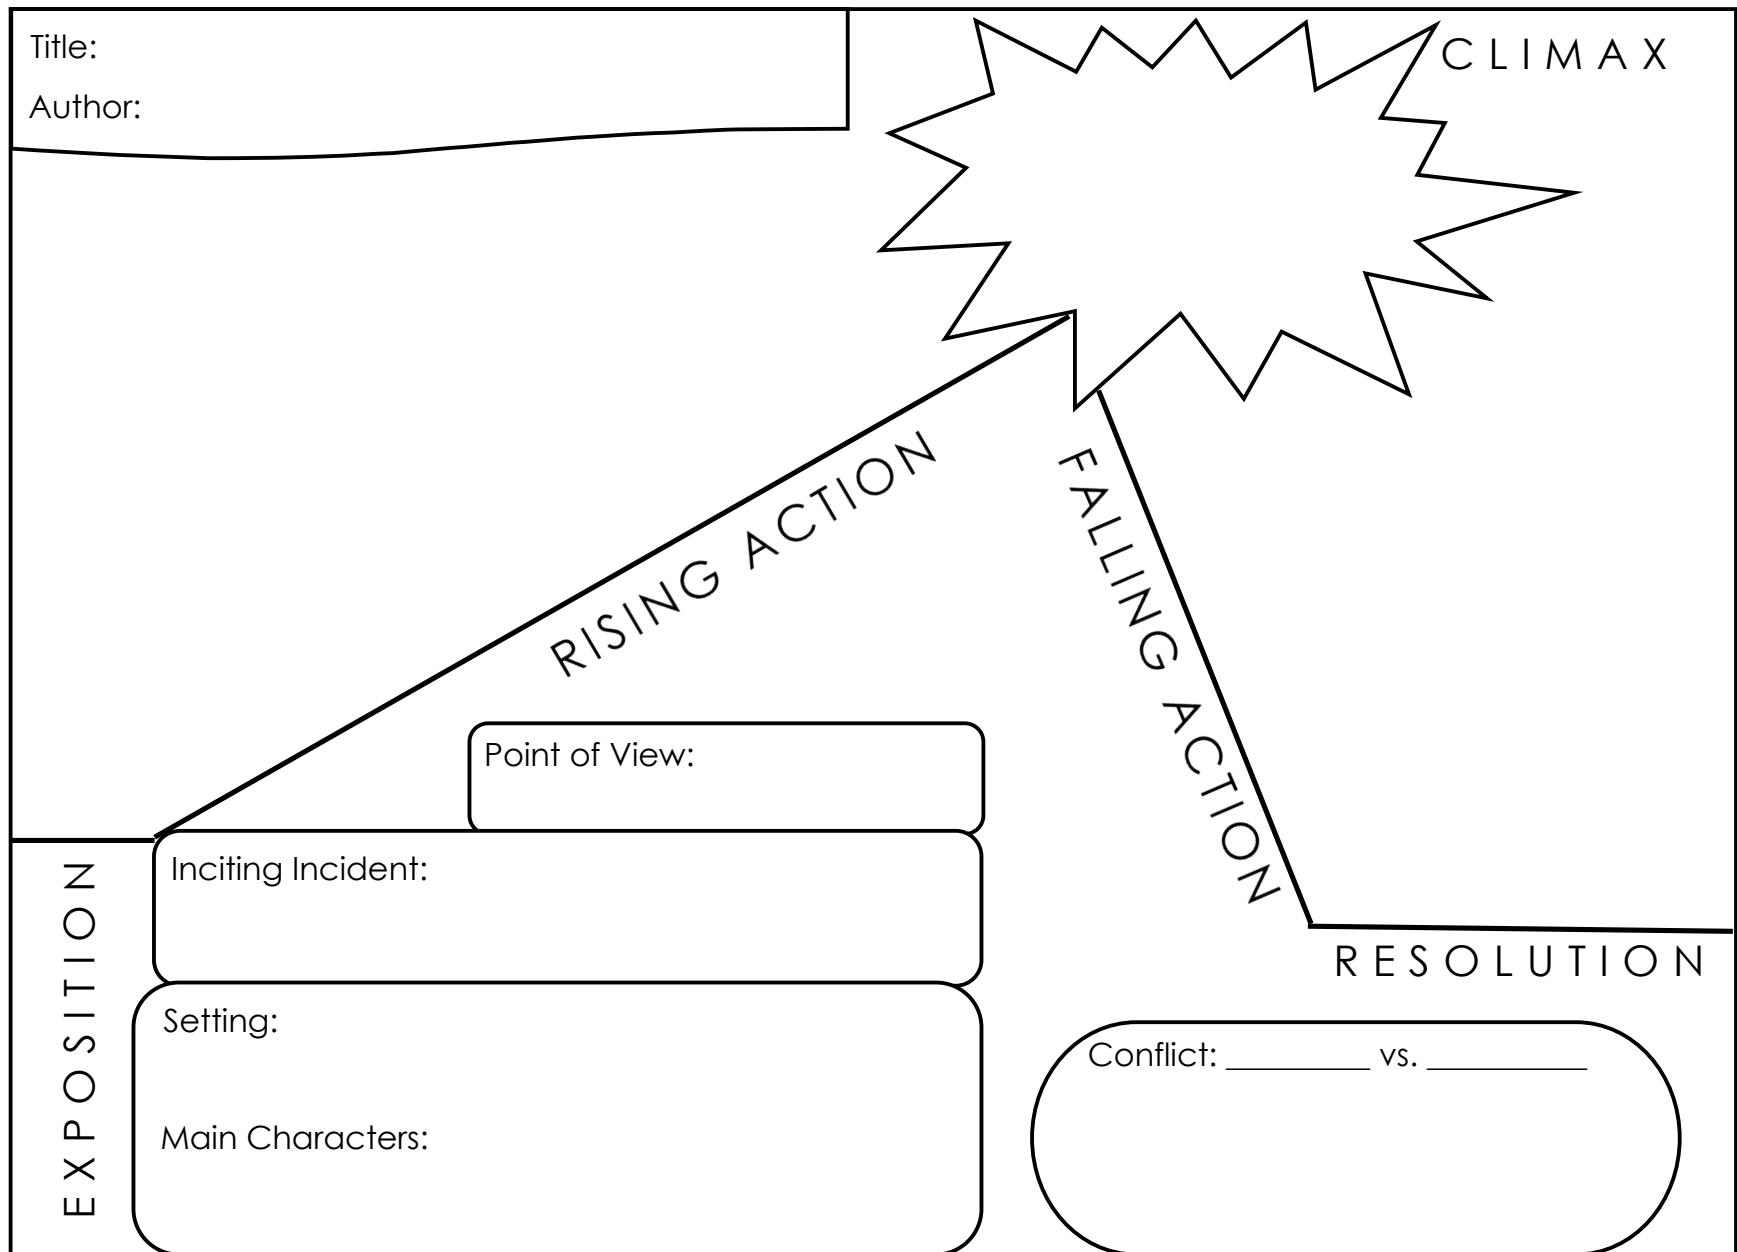 Title:
Author:
CLIMAX
RISING ACTION
FALLING ACTION
Point of View:
Inciting Incident:
EXPOSITION
RESOLUTION
Setting:
Main Characters:
Conflict: _________ vs. __________